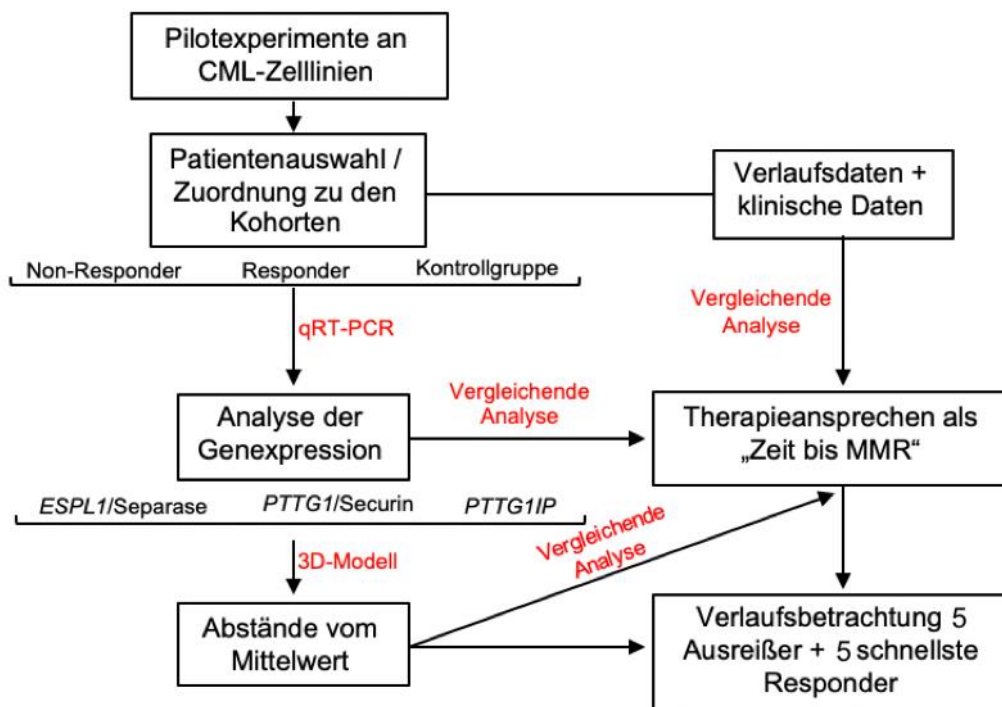 Pilotexperimente an
CML-Zelllinien
Patientenauswahl /
Zuordnung zu den
Kohorten
Verlaufsdaten +
klinische Daten
Non-Responder Responder Kontrollgruppe
qRT-PCR
Vergleichende
Analyse
Analyse der
Genexpression
Vergleichende
Analyse
Therapieansprechen als
„Zeit bis MMR“
ESPL1/Separase PTTG1/Securin PTTG1IP
3D-Modell
Vergleichende
Analyse
Abstände vom
Mittelwert
Verlaufsbetrachtung 5
Ausreißer + 5 schnellste
Responder